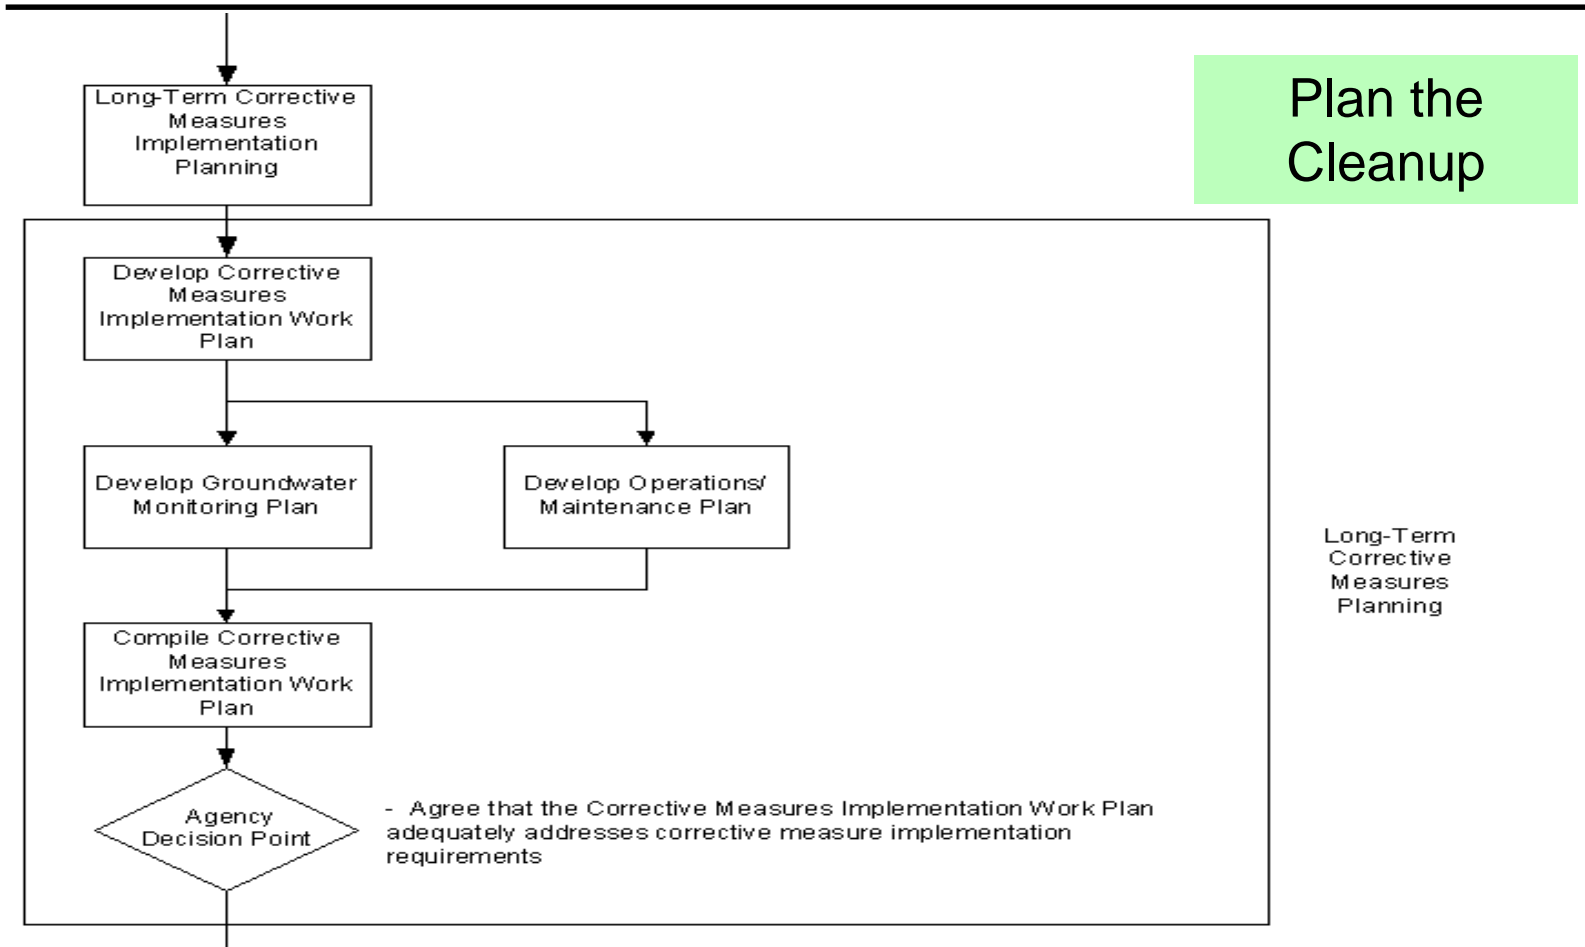 Plan the
Cleanup
Long-Term Corrective
Measures
Implementation
Planning
Develop Corrective
Measures
Implementation Work
Plan
Develop Groundwater
Monitoring Plan
Develop Operations/
Maintenance Plan
Long-Term
Corrective
Measures
Planning
Compile Corrective
Measures
Implementation Work
Plan
Agency
Decision Point
- Agree that the Corrective Measures Implementation Work Plan
adequately addresses corrective measure implementation
requirements